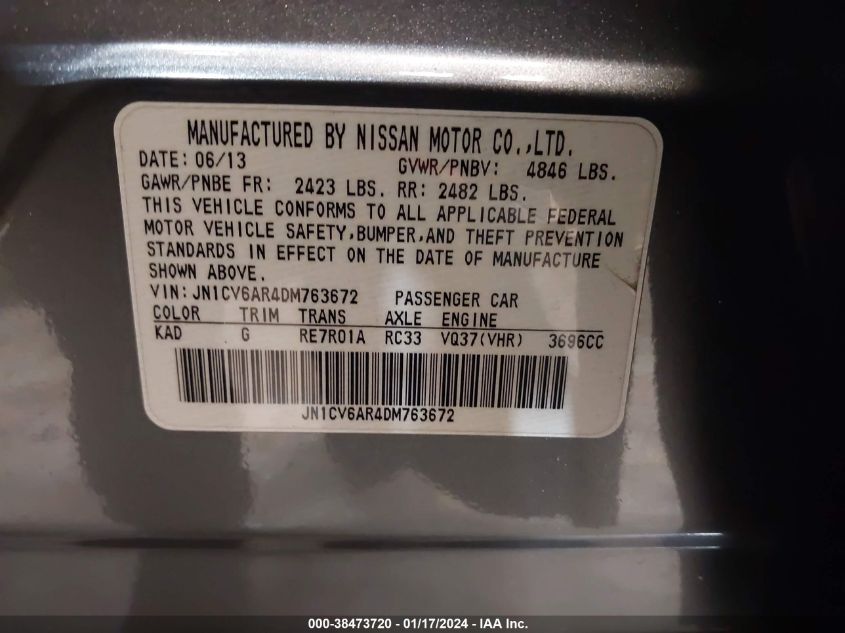 MANUFACTURED BY NISSAN MOTOR CO.,LTD.
DATE: 06/13 GVWR/PNBV: 4846 LBS.
GAWR/PNBE FR: 2423 LBS. RR: 2482 LBS.
THIS VEHICLE CONFORMS TO ALL APPLICABLE FEDERAL
MOTOR VEHICLE SAFETY,BUMPER,AND THEFT PREVENTION
STANDARDS IN EFFECT ON THE DATE OF MANUFACTURE
SHOWN ABOVE.
VIN: JN1CV6AR4DM763672 PASSENGER CAR
COLOR TRIM TRANS AXLE ENGINE
KAD G RE7R01A RC33 VQ37(VHR) 3696CC
JN1CV6AR4DM763672
000-38473720 - 01/17/2024 - IAAI Inc.